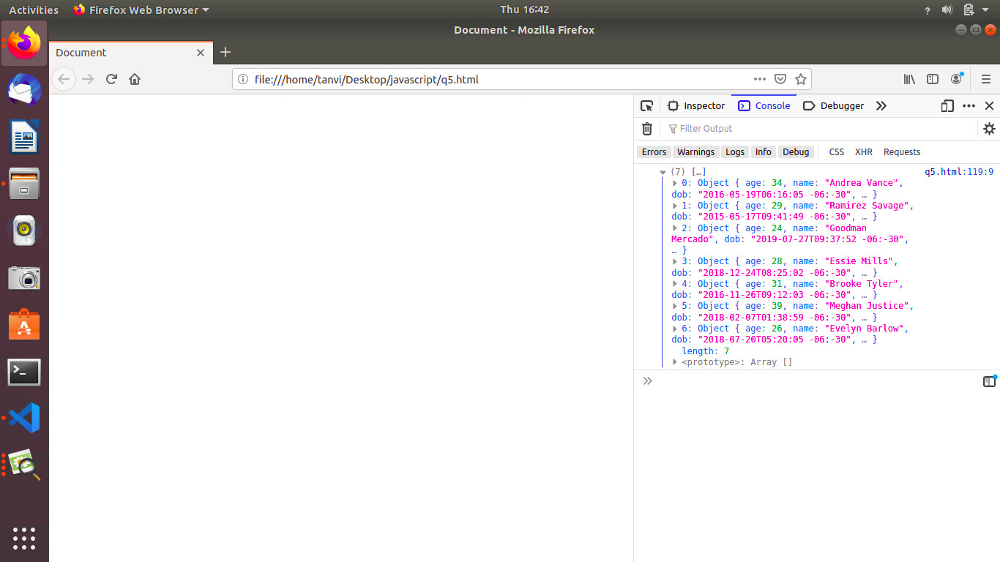 Activities Firefox Web Browser Thu 16:42 ?
Document - Mozilla Firefox
Document
file:///home/tanvi/Desktop/javascript/q5.html
Inspector Console Debugger
Filter Output
Errors Warnings Logs Info Debug CSS XHR Requests
(7) […] q5.html:119:9
0: Object { age: 34, name: "Andrea Vance",
dob: "2016-05-19T06:16:05 -06:-30", … }
1: Object { age: 29, name: "Ramirez Savage",
dob: "2015-05-17T09:41:49 -06:-30", … }
2: Object { age: 24, name: "Goodman
Mercado", dob: "2019-07-27T09:37:52 -06:-30",
… }
3: Object { age: 28, name: "Essie Mills",
dob: "2018-12-24T08:25:02 -06:-30", … }
4: Object { age: 31, name: "Brooke Tyler",
dob: "2016-11-26T09:12:03 -06:-30", … }
5: Object { age: 39, name: "Meghan Justice",
dob: "2018-02-07T01:38:59 -06:-30", … }
6: Object { age: 26, name: "Evelyn Barlow",
dob: "2018-07-20T05:20:05 -06:-30", … }
length: 7
<prototype>: Array []